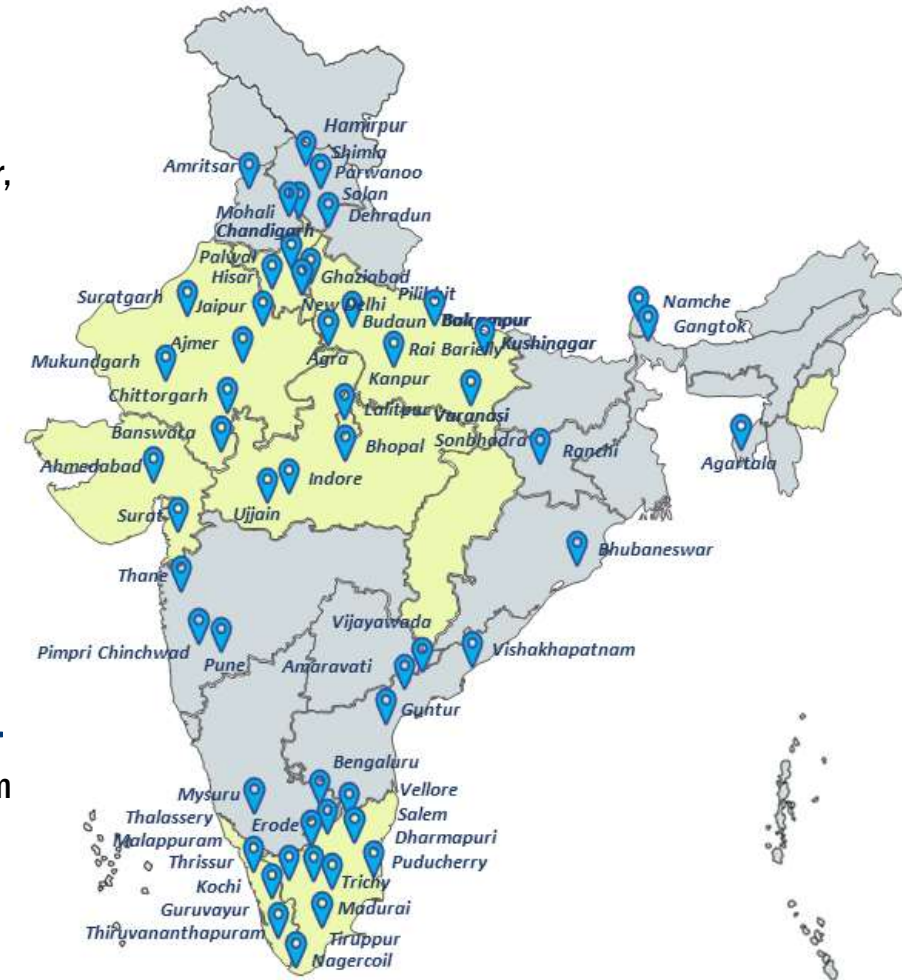 Hamirpur
Shimla
Amritsar
Parwanoo
r,
Solan
Mohali
Dehradun
Chandigarh
Palwal
Hisar
Ghaziabad
Suratgarh
Jaipur
New Delhi
Pilibhit
Namche
Budaun
Balrampur
Gangtok
Ajmer
Agra
Rai Barielly
Kushinagar
Mukundgarh
Kanpur
Chittorgarh
Lalitpur
Varanasi
Banswara
Bhopal
Sonbhadra
Ranchi
Ahmedabad
Indore
Agartala
Surat
Ujjain
Bhubaneswar
Thane
Vijayawada
Pimpri Chinchwad
Pune
Amaravati
Vishakhapatnam
Guntur
.
Bengaluru
m
Mysuru
Vellore
Thalassery
Erode
Salem
Malappuram
Dharmapuri
Thrissur
Puducherry
Kochi
Trichy
Guruvayur
Madurai
Thiruvananthapuram
Tiruppur
Nagercoil